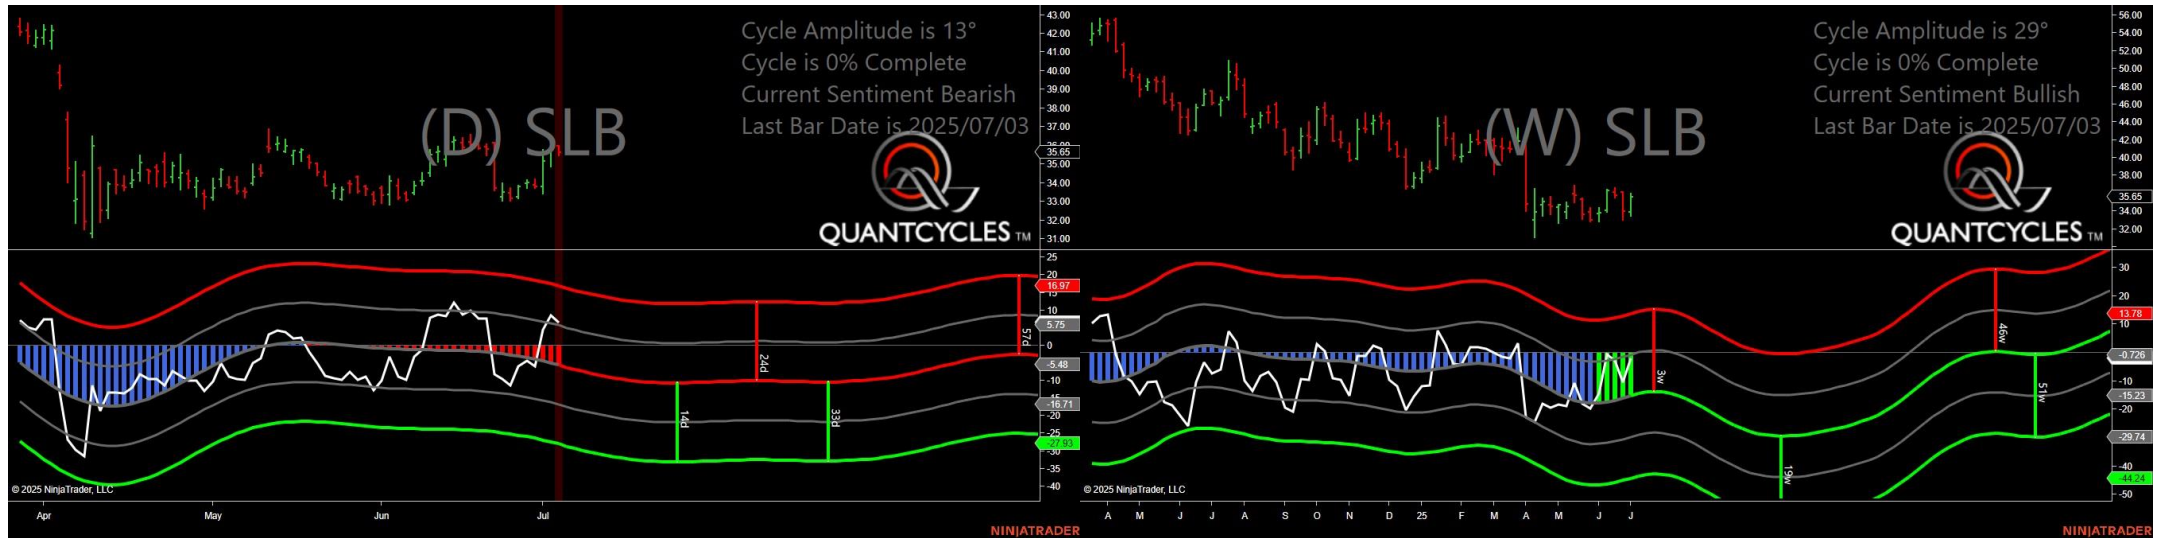 Cycle Amplitude is 13°
Cycle is 0% Complete
Current Sentiment Bearish
Last Bar Date is 2025/07/03
(D) SLB
QUANTCYCLES TM
43.00
42.00
41.00
40.00
39.00
38.00
37.00
35.65
35.00
34.00
33.00
32.00
31.00
25
20
16.97
15
10
5.75
0
-5.48
-10
-16.71
-25
-27.93
-30
-35
-40
14d
24d
33d
57d
© 2025 NinjaTrader, LLC
Apr May Jun Jul
NINJATRADER
Cycle Amplitude is 29°
Cycle is 0% Complete
Current Sentiment Bullish
Last Bar Date is 2025/07/03
(W) SLB
QUANTCYCLES TM
56.00
54.00
52.00
50.00
48.00
46.00
44.00
42.00
40.00
38.00
35.65
34.00
32.00
30
20
13.78
10
-0.726
-10
-15.23
-20
-29.74
-40
-44.24
-50
3w
19w
46w
51w
© 2025 NinjaTrader, LLC
A M J J A S O N D 25 F M A M J J
NINJATRADER